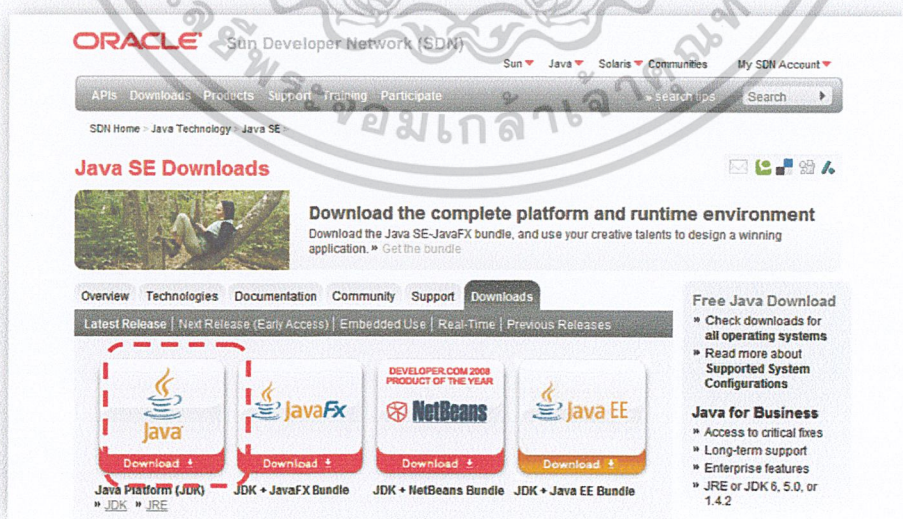 ORACLE Sun Developer Network (SDN)
Sun Java Solaris Communities My SDN Account
APIs Downloads Products Support Training Participate » search tips Search
SDN Home > Java Technology > Java SE >
Java SE Downloads
Download the complete platform and runtime environment
Download the Java SE-JavaFX bundle, and use your creative talents to design a winning
application. » Get the bundle
Overview Technologies Documentation Community Support Downloads
Latest Release | Next Release (Early Access) | Embedded Use | Real-Time | Previous Releases
Java
Download
Java Platform (JDK)
» JDK » JRE
JavaFX
Download
JDK + JavaFX Bundle
DEVELOPER.COM 2008
PRODUCT OF THE YEAR
NetBeans
Download
JDK + NetBeans Bundle
Java EE
Download
JDK + Java EE Bundle
Free Java Download
» Check downloads for
all operating systems
» Read more about
Supported System
Configurations
Java for Business
» Access to critical fixes
» Long-term support
» Enterprise features
» JRE or JDK 6, 5.0, or
1.4.2